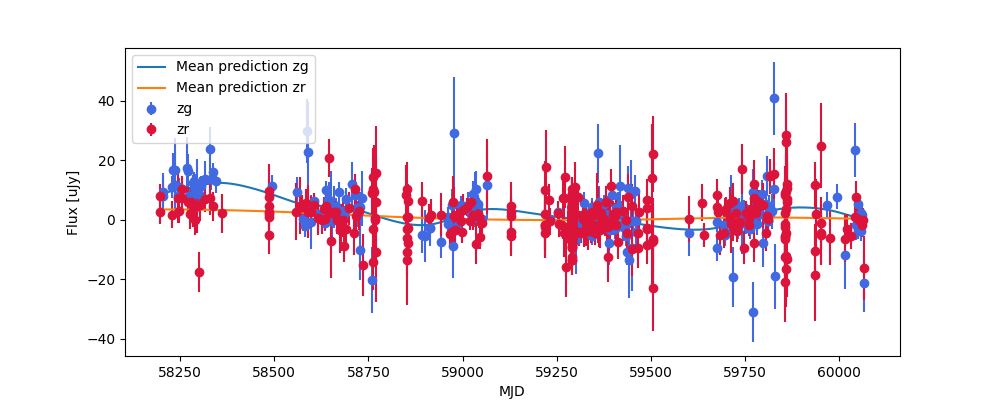 Mean prediction zg
Mean prediction zr
zg
zr
40
20
0
−20
−40
Flux [uJy]
58250
58500
58750
59000
59250
59500
59750
60000
MJD